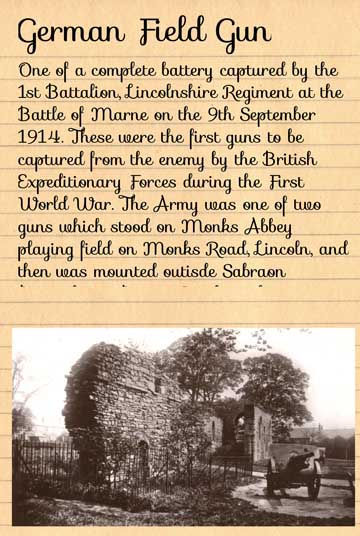 German Field Gun
One of a complete battery captured by the
1st Battalion, Lincolnshire Regiment at the
Battle of Marne on the 9th September
1914. These were the first guns to be
captured from the enemy by the British
Expeditionary Forces during the First
World War. The Army was one of two
guns which stood on Monks Abbey
playing field on Monks Road, Lincoln, and
then was mounted outisde Sabraon